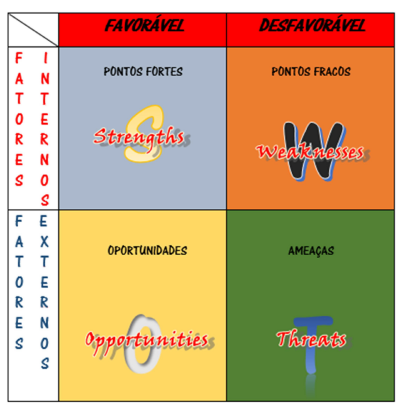 FAVORÁVEL
DESFAVORÁVEL
FATORES
INTERNOS
PONTOS FORTES
S
Strengths
PONTOS FRACOS
W
Weaknesses
FATORES
EXTERNOS
OPORTUNIDADES
O
Opportunities
AMEAÇAS
T
Threats